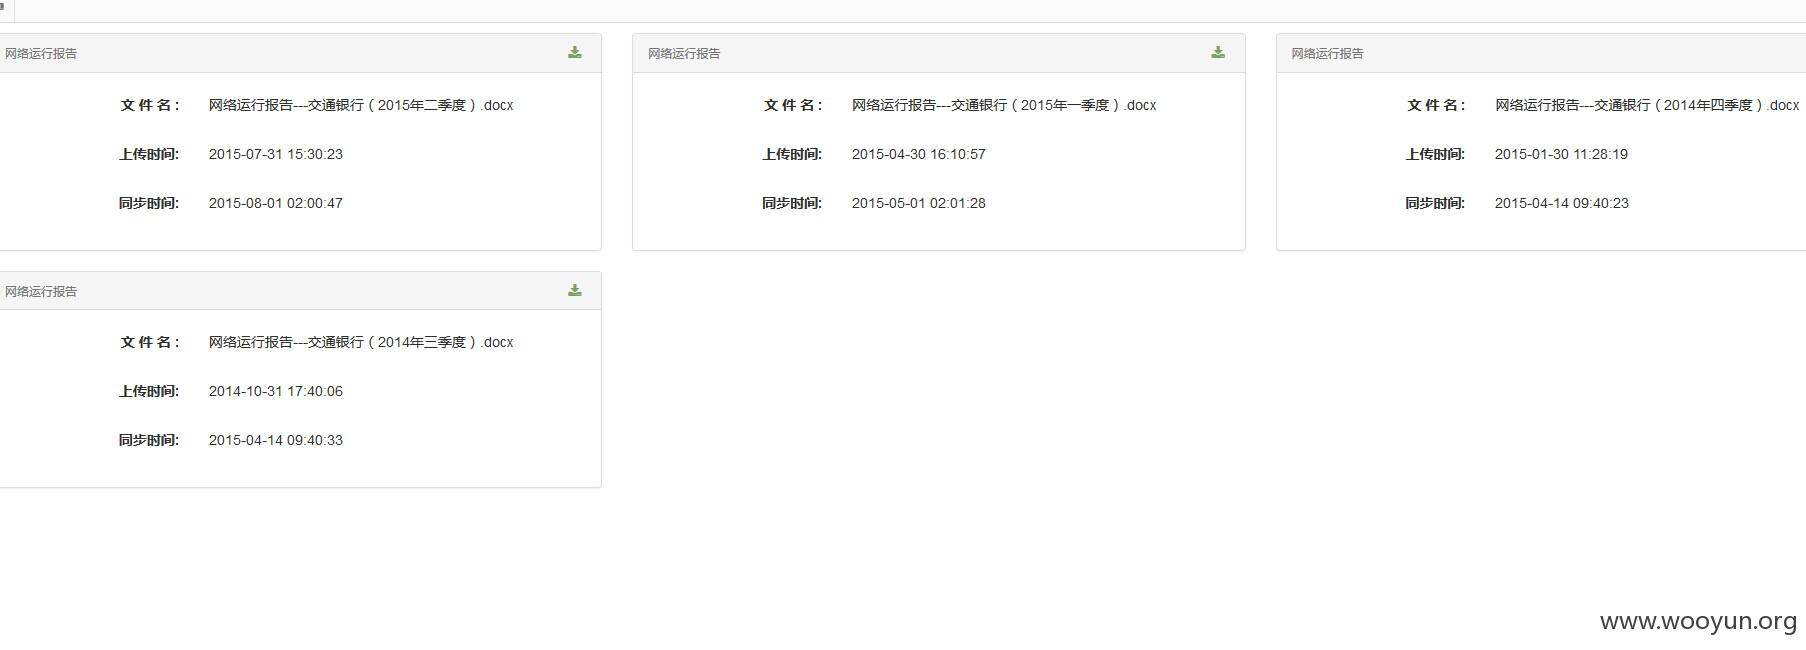 网络运行报告
文 件 名： 网络运行报告---交通银行（2015年二季度）.docx
上传时间: 2015-07-31 15:30:23
同步时间: 2015-08-01 02:00:47
网络运行报告
文 件 名： 网络运行报告---交通银行（2015年一季度）.docx
上传时间: 2015-04-30 16:10:57
同步时间: 2015-05-01 02:01:28
网络运行报告
文 件 名： 网络运行报告---交通银行（2014年四季度）.docx
上传时间: 2015-01-30 11:28:19
同步时间: 2015-04-14 09:40:23
网络运行报告
文 件 名： 网络运行报告---交通银行（2014年三季度）.docx
上传时间: 2014-10-31 17:40:06
同步时间: 2015-04-14 09:40:33
www.wooyun.org